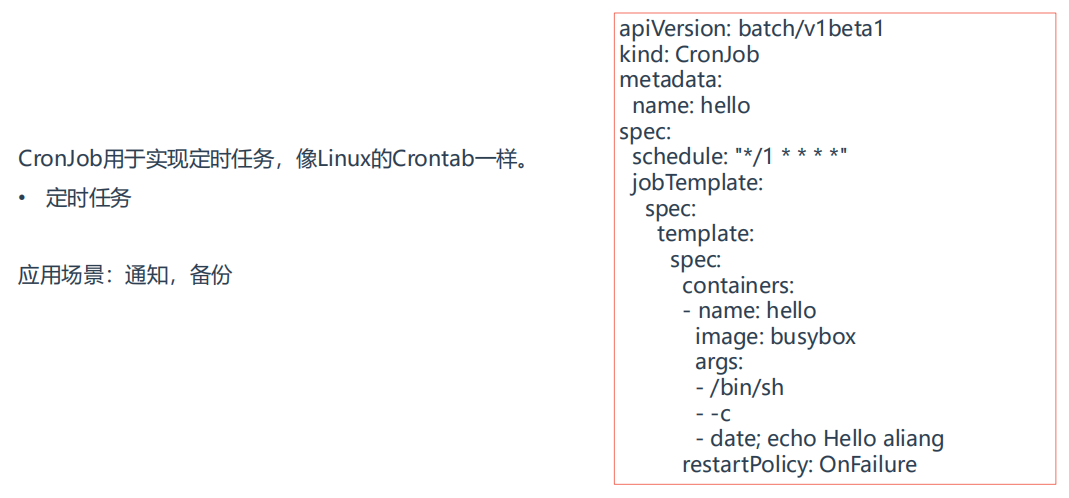 CronJob用于实现定时任务，像Linux的Crontab一样。
• 定时任务
应用场景：通知，备份
apiVersion: batch/v1beta1
kind: CronJob
metadata:
  name: hello
spec:
  schedule: "*/1 * * * *"
  jobTemplate:
    spec:
      template:
        spec:
          containers:
          - name: hello
            image: busybox
            args:
            - /bin/sh
            - -c
            - date; echo Hello aliang
          restartPolicy: OnFailure